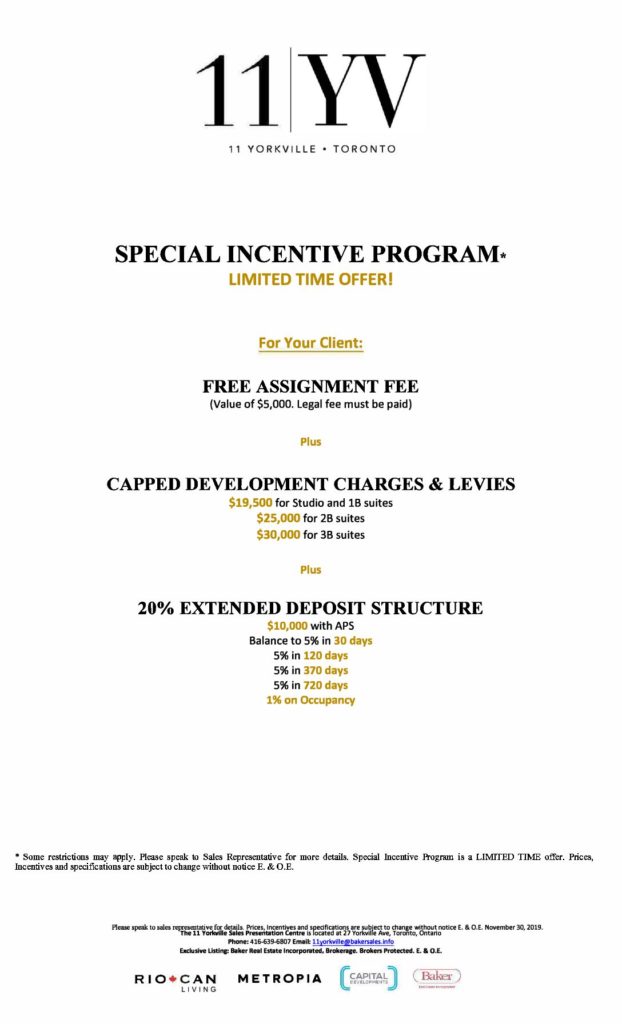 11 YV
11 YORKVILLE • TORONTO
SPECIAL INCENTIVE PROGRAM*
LIMITED TIME OFFER!
For Your Client:
FREE ASSIGNMENT FEE
(Value of $5,000. Legal fee must be paid)
Plus
CAPPED DEVELOPMENT CHARGES & LEVIES
$19,500 for Studio and 1B suites
$25,000 for 2B suites
$30,000 for 3B suites
Plus
20% EXTENDED DEPOSIT STRUCTURE
$10,000 with APS
Balance to 5% in 30 days
5% in 120 days
5% in 370 days
5% in 720 days
1% on Occupancy
* Some restrictions may apply. Please speak to Sales Representative for more details. Special Incentive Program is a LIMITED TIME offer. Prices,
Incentives and specifications are subject to change without notice E. & O.E.
Please speak to sales representative for details. Prices, Incentives and specifications are subject to change without notice E. & O.E. November 30, 2019.
The 11 Yorkville Sales Presentation Centre is located at 27 Yorkville Ave, Toronto, Ontario
Phone: 416-639-6807 Email: 11yorkville@bakersales.info
Exclusive Listing: Baker Real Estate Incorporated, Brokerage. Brokers Protected. E. & O.E.
RIO CAN
LIVING
METROPIA
CAPITAL
DEVELOPMENTS
Baker